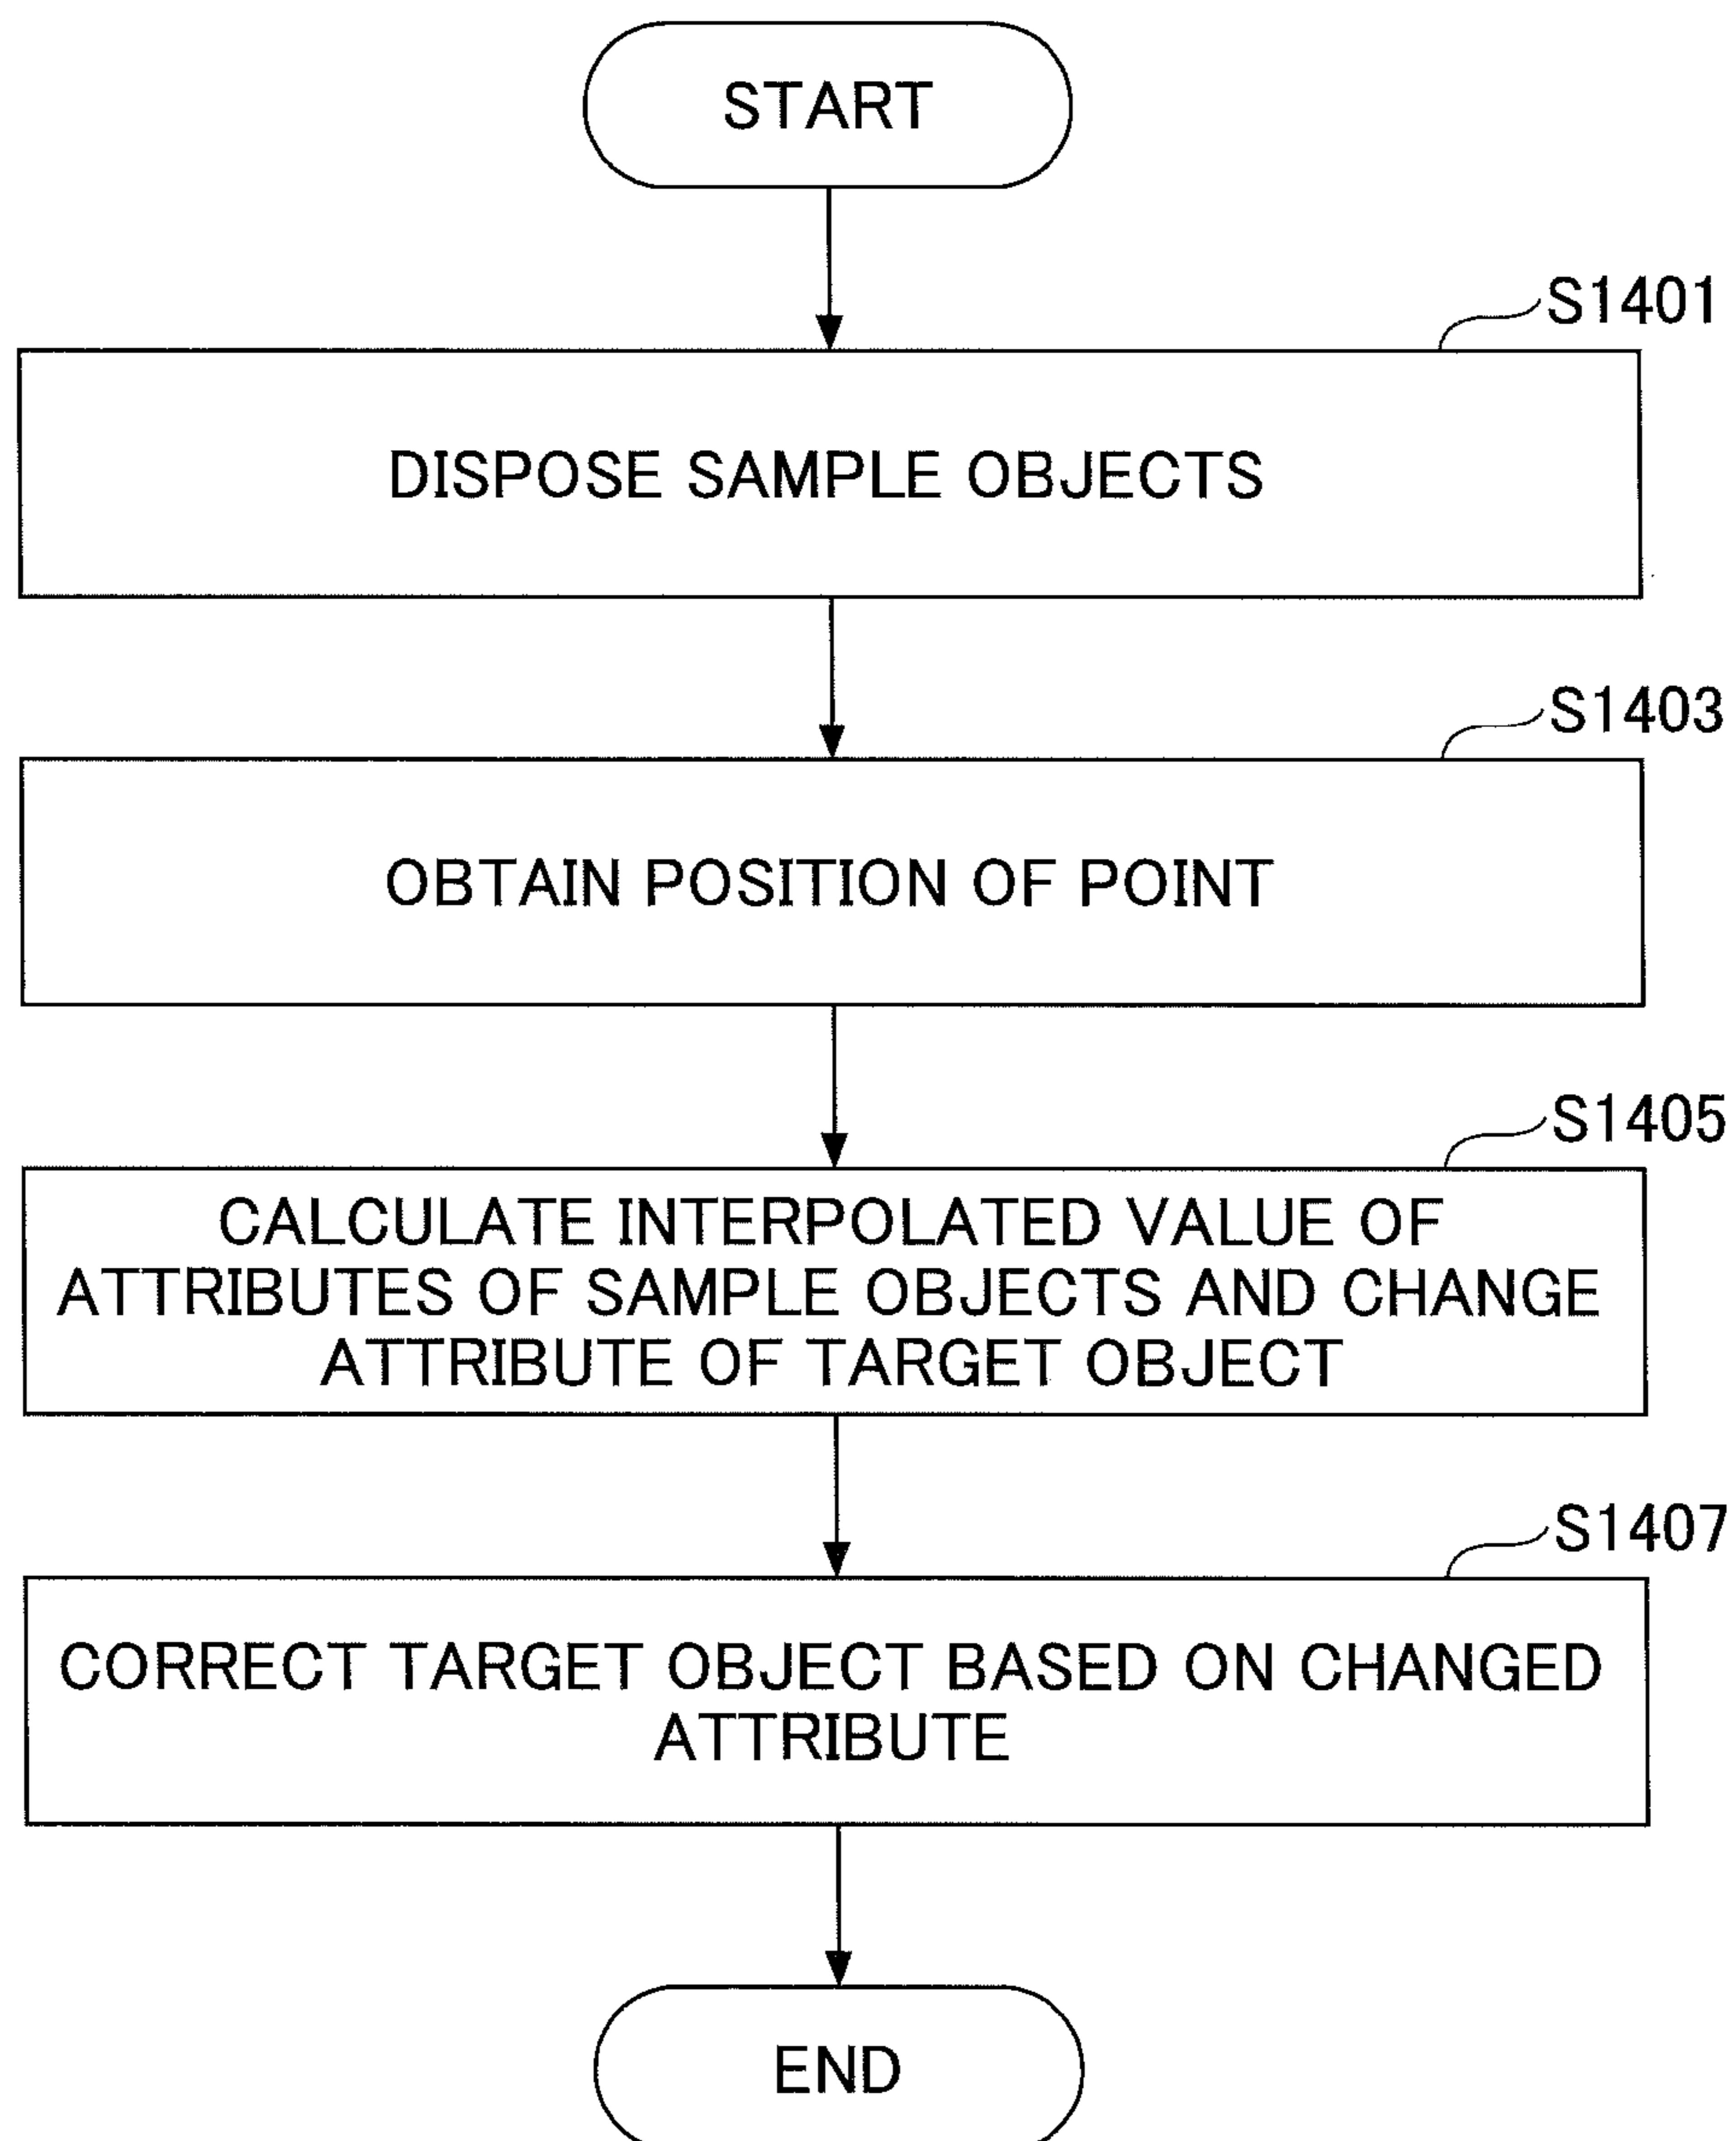 START
S1401
DISPOSE SAMPLE OBJECTS
S1403
OBTAIN POSITION OF POINT
S1405
CALCULATE INTERPOLATED VALUE OF
ATTRIBUTES OF SAMPLE OBJECTS AND CHANGE
ATTRIBUTE OF TARGET OBJECT
S1407
CORRECT TARGET OBJECT BASED ON CHANGED
ATTRIBUTE
END